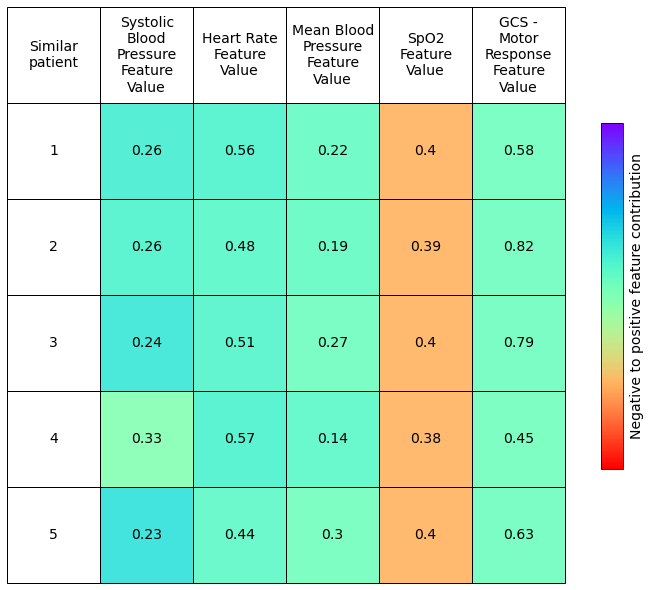 Similar patient
Systolic Blood Pressure Feature Value
Heart Rate Feature Value
Mean Blood Pressure Feature Value
SpO2 Feature Value
GCS - Motor Response Feature Value
1 0.26 0.56 0.22 0.4 0.58
2 0.26 0.48 0.19 0.39 0.82
3 0.24 0.51 0.27 0.4 0.79
4 0.33 0.57 0.14 0.38 0.45
5 0.23 0.44 0.3 0.4 0.63
Negative to positive feature contribution